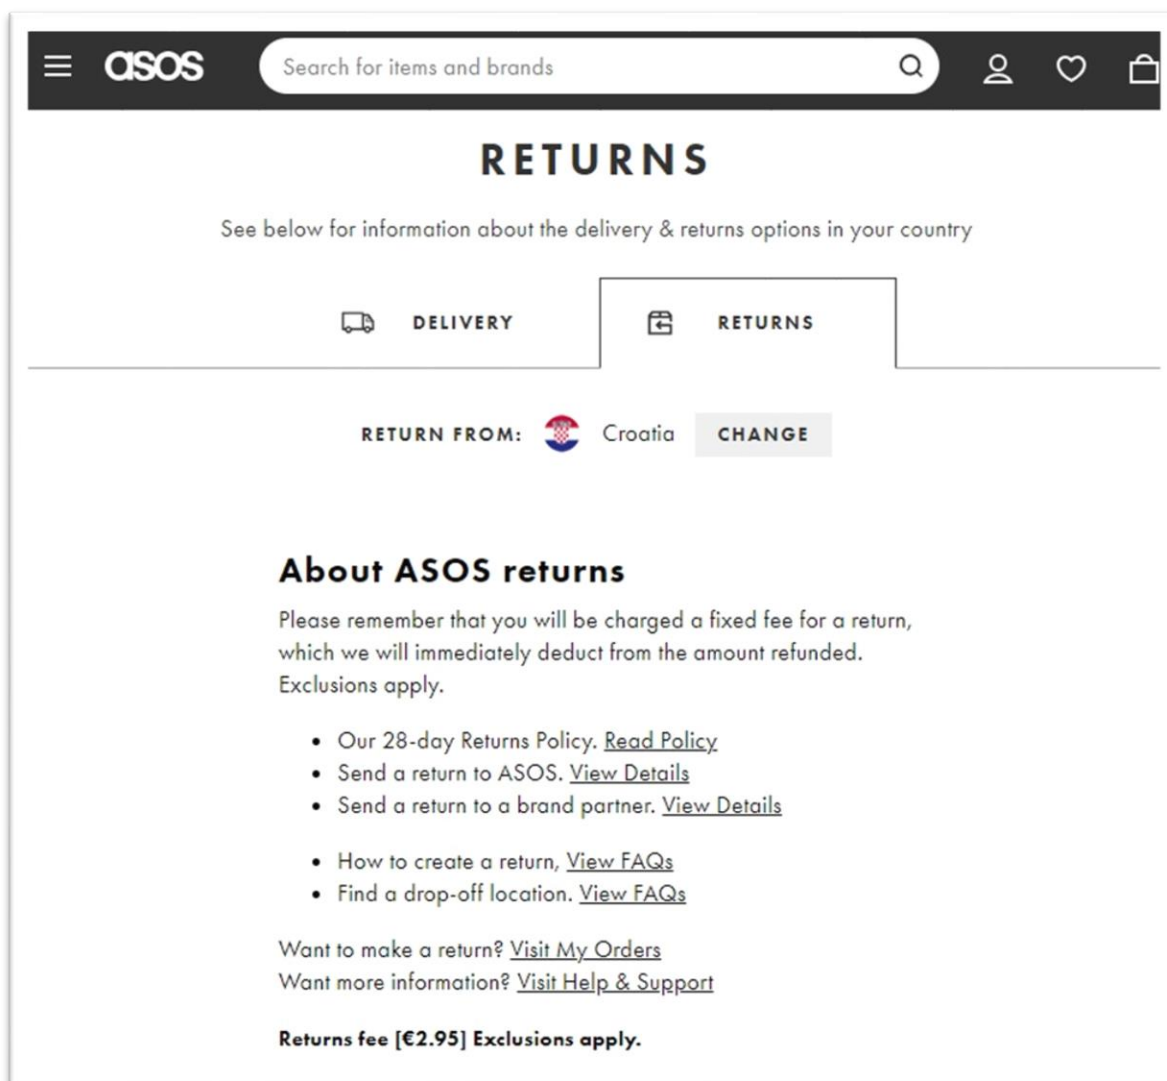 asos
Search for items and brands
RETURNS
See below for information about the delivery & returns options in your country
DELIVERY
RETURNS
RETURN FROM: Croatia CHANGE
About ASOS returns
Please remember that you will be charged a fixed fee for a return,
which we will immediately deduct from the amount refunded.
Exclusions apply.
• Our 28-day Returns Policy. Read Policy
• Send a return to ASOS. View Details
• Send a return to a brand partner. View Details
• How to create a return, View FAQs
• Find a drop-off location. View FAQs
Want to make a return? Visit My Orders
Want more information? Visit Help & Support
Returns fee [€2.95] Exclusions apply.